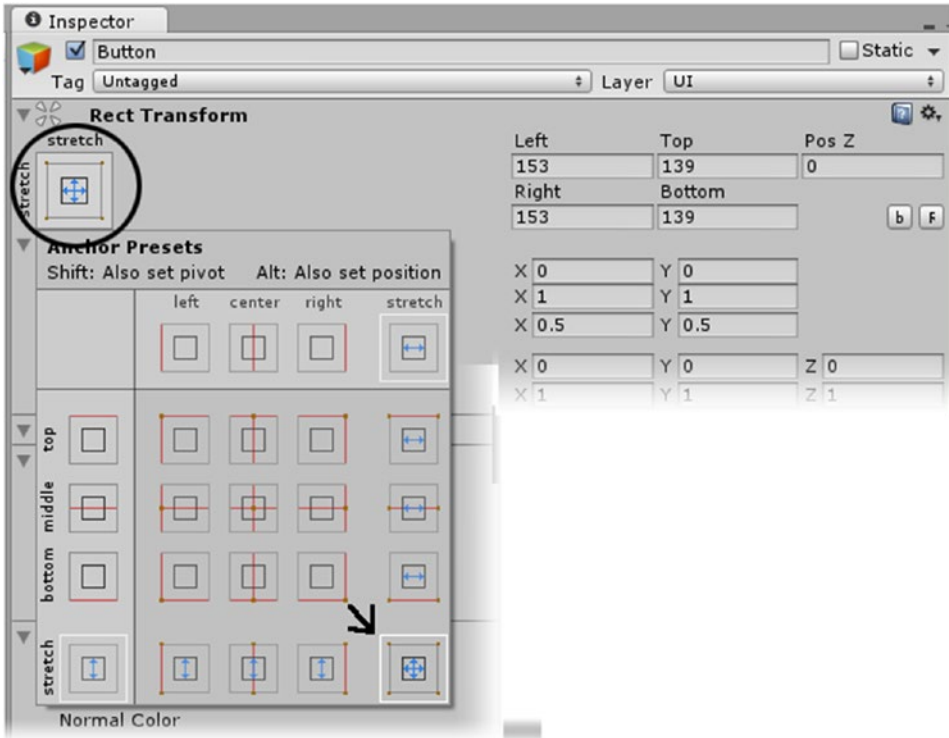 Inspector
Button
Static
Tag Untagged Layer UI
Rect Transform
stretch
stretch
Left Top Pos Z
153 139 0
Right Bottom
153 139
b F
Anchor Presets
Shift: Also set pivot Alt: Also set position
left center right stretch
X 0 Y 0
X 1 Y 1
X 0.5 Y 0.5
X 0 Y 0 Z 0
X 1 Y 1 Z 1
top
middle
bottom
stretch
Normal Color